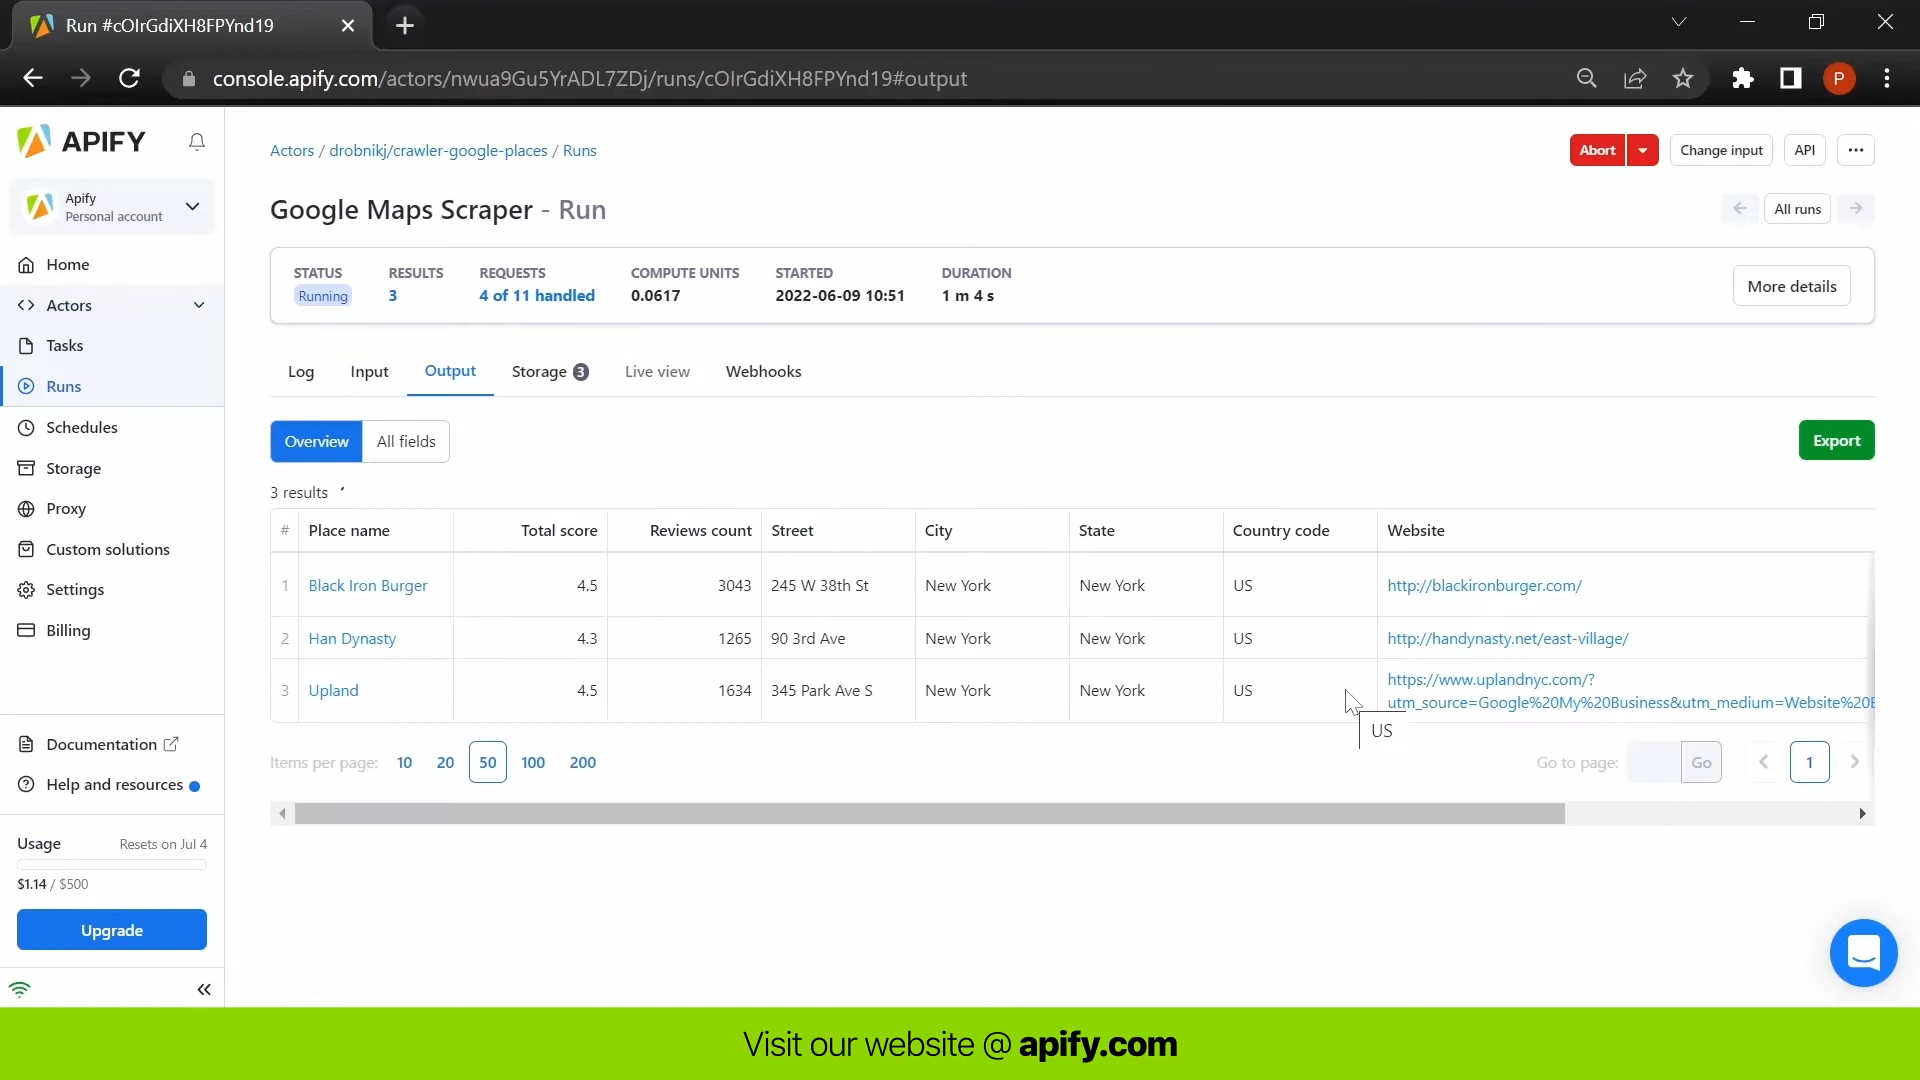 Run #cOIrGdiXH8FPYnd19
console.apify.com/actors/nwua9Gu5YrADL7ZDj/runs/cOIrGdiXH8FPYnd19#output
P
APIFY
Apify
Personal account
Home
Actors
Tasks
Runs
Schedules
Storage
Proxy
Custom solutions
Settings
Billing
Documentation
Help and resources
Usage Resets on Jul 4
$1.14 / $500
Upgrade
Actors / drobnikj/crawler-google-places / Runs
Abort Change input API
Google Maps Scraper - Run
All runs
STATUS RESULTS REQUESTS COMPUTE UNITS STARTED DURATION
Running 3 4 of 11 handled 0.0617 2022-06-09 10:51 1 m 4 s
More details
Log Input Output Storage 3 Live view Webhooks
Overview All fields
Export
3 results
# Place name Total score Reviews count Street City State Country code Website
1 Black Iron Burger 4.5 3043 245 W 38th St New York New York US http://blackironburger.com/
2 Han Dynasty 4.3 1265 90 3rd Ave New York New York US http://handynasty.net/east-village/
3 Upland 4.5 1634 345 Park Ave S New York New York US https://www.uplandnyc.com/?
utm_source=Google%20My%20Business&utm_medium=Website%20
US
Items per page: 10 20 50 100 200
Go to page: Go 1
Visit our website @ apify.com